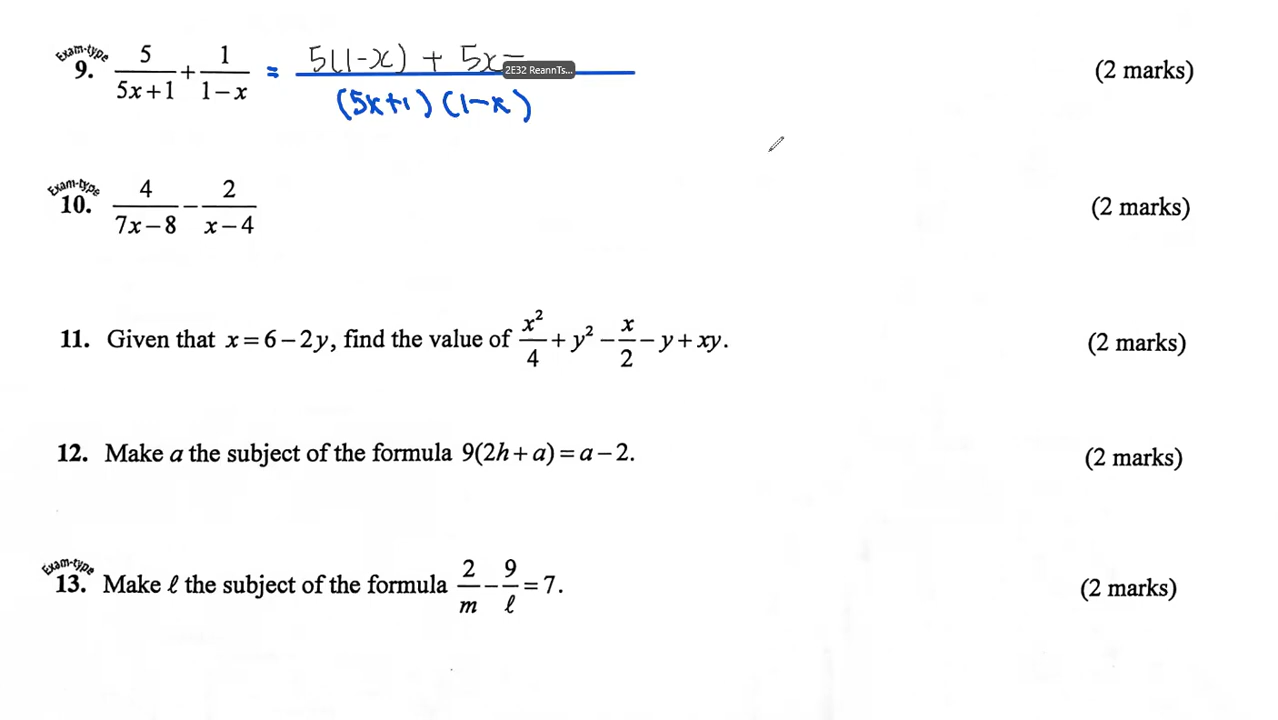 Exam-type
9. 5/(5x+1) + 1/(1−x) = (5(1-x) + 5x)/((5x+1)(1-x)) (2 marks)
2E32 ReannTs...
Exam-type
10. 4/(7x−8) − 2/(x−4) (2 marks)
11. Given that x = 6 − 2y, find the value of x²/4 + y² − x/2 − y + xy. (2 marks)
12. Make a the subject of the formula 9(2h + a) = a − 2. (2 marks)
Exam-type
13. Make ℓ the subject of the formula 2/m − 9/ℓ = 7. (2 marks)